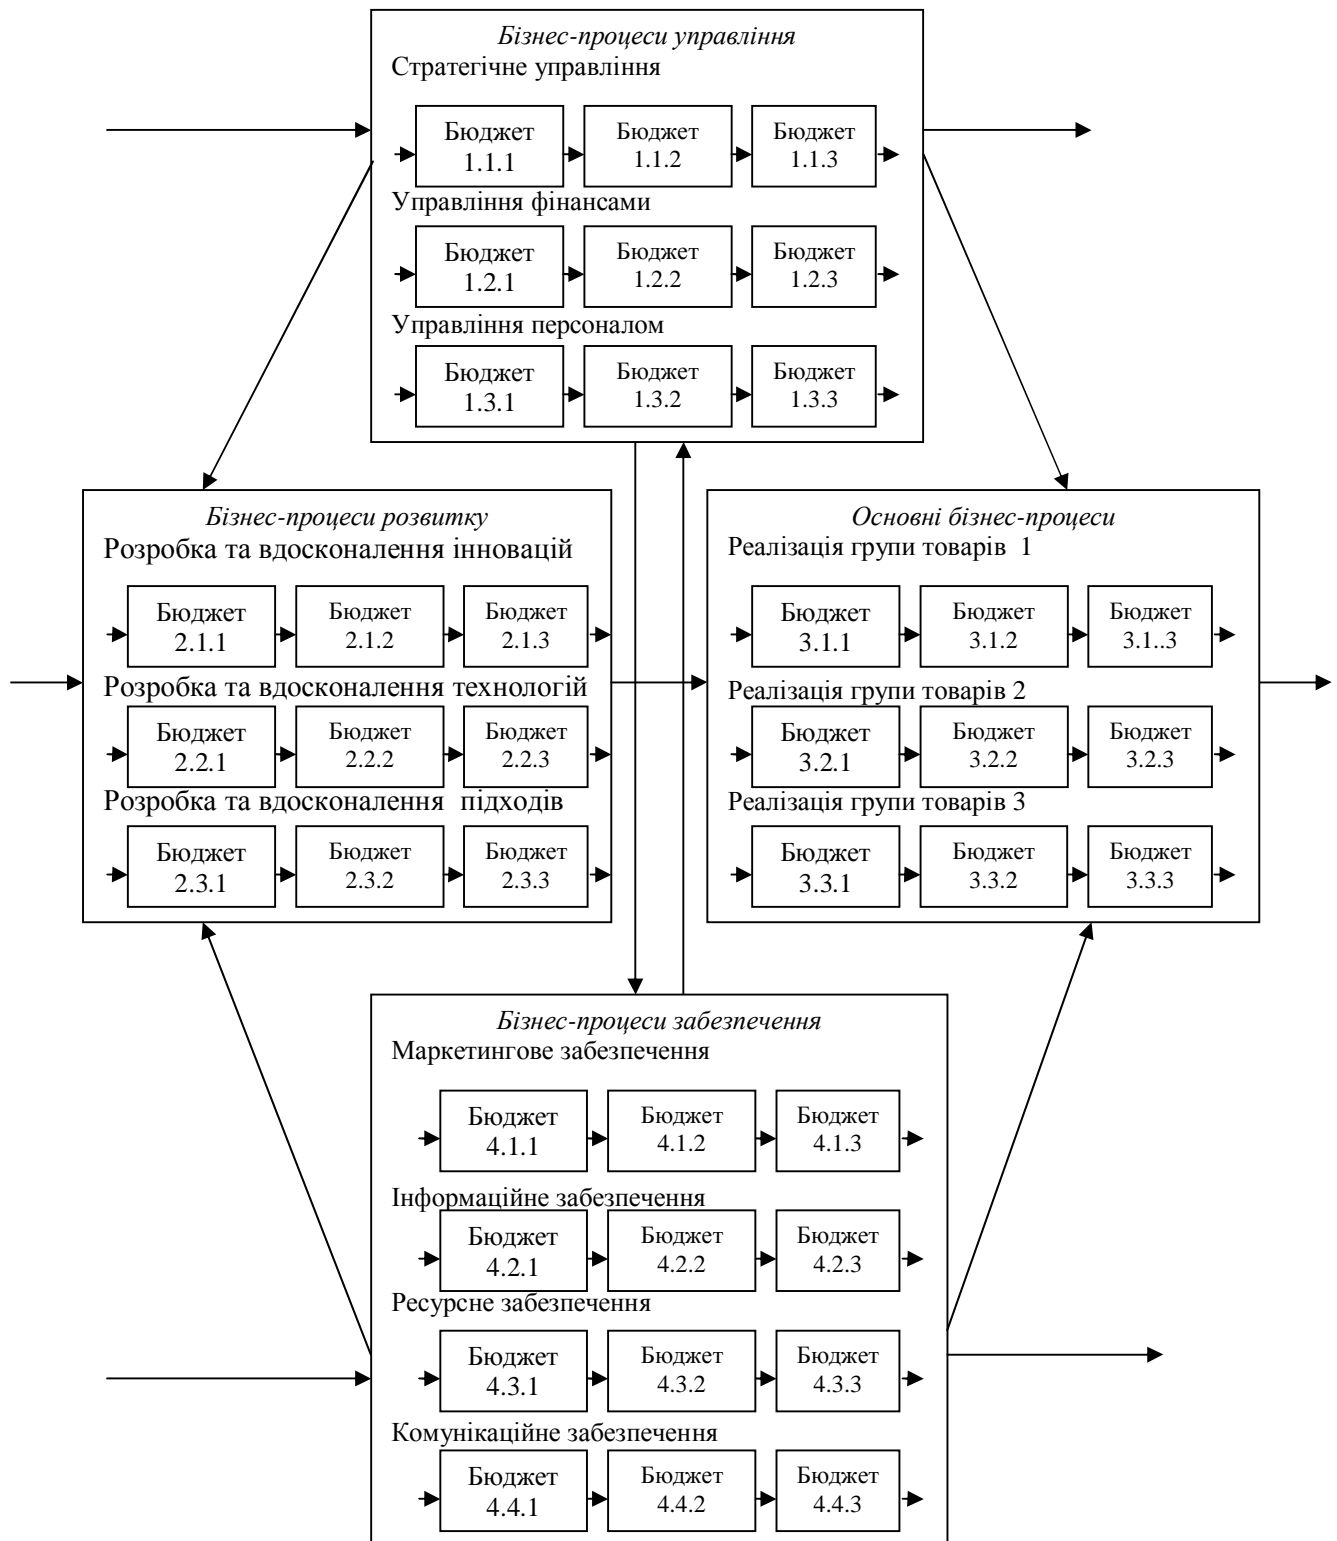 Бізнес-процеси управління
Стратегічне управління
Бюджет
1.1.1
Бюджет
1.1.2
Бюджет
1.1.3
Управління фінансами
Бюджет
1.2.1
Бюджет
1.2.2
Бюджет
1.2.3
Управління персоналом
Бюджет
1.3.1
Бюджет
1.3.2
Бюджет
1.3.3
Бізнес-процеси розвитку
Розробка та вдосконалення інновацій
Бюджет
2.1.1
Бюджет
2.1.2
Бюджет
2.1.3
Розробка та вдосконалення технологій
Бюджет
2.2.1
Бюджет
2.2.2
Бюджет
2.2.3
Розробка та вдосконалення підходів
Бюджет
2.3.1
Бюджет
2.3.2
Бюджет
2.3.3
Основні бізнес-процеси
Реалізація групи товарів 1
Бюджет
3.1.1
Бюджет
3.1.2
Бюджет
3.1..3
Реалізація групи товарів 2
Бюджет
3.2.1
Бюджет
3.2.2
Бюджет
3.2.3
Реалізація групи товарів 3
Бюджет
3.3.1
Бюджет
3.3.2
Бюджет
3.3.3
Бізнес-процеси забезпечення
Маркетингове забезпечення
Бюджет
4.1.1
Бюджет
4.1.2
Бюджет
4.1.3
Інформаційне забезпечення
Бюджет
4.2.1
Бюджет
4.2.2
Бюджет
4.2.3
Ресурсне забезпечення
Бюджет
4.3.1
Бюджет
4.3.2
Бюджет
4.3.3
Комунікаційне забезпечення
Бюджет
4.4.1
Бюджет
4.4.2
Бюджет
4.4.3